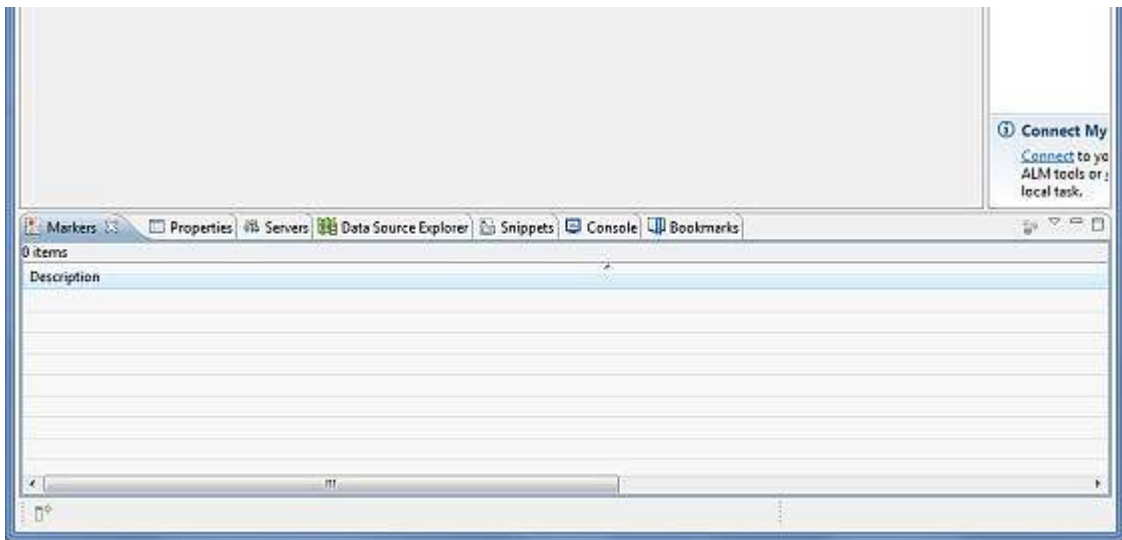 Connect My
Connect to yo
ALM tools or
local task.
Markers Properties Servers Data Source Explorer Snippets Console Bookmarks
0 items
Description